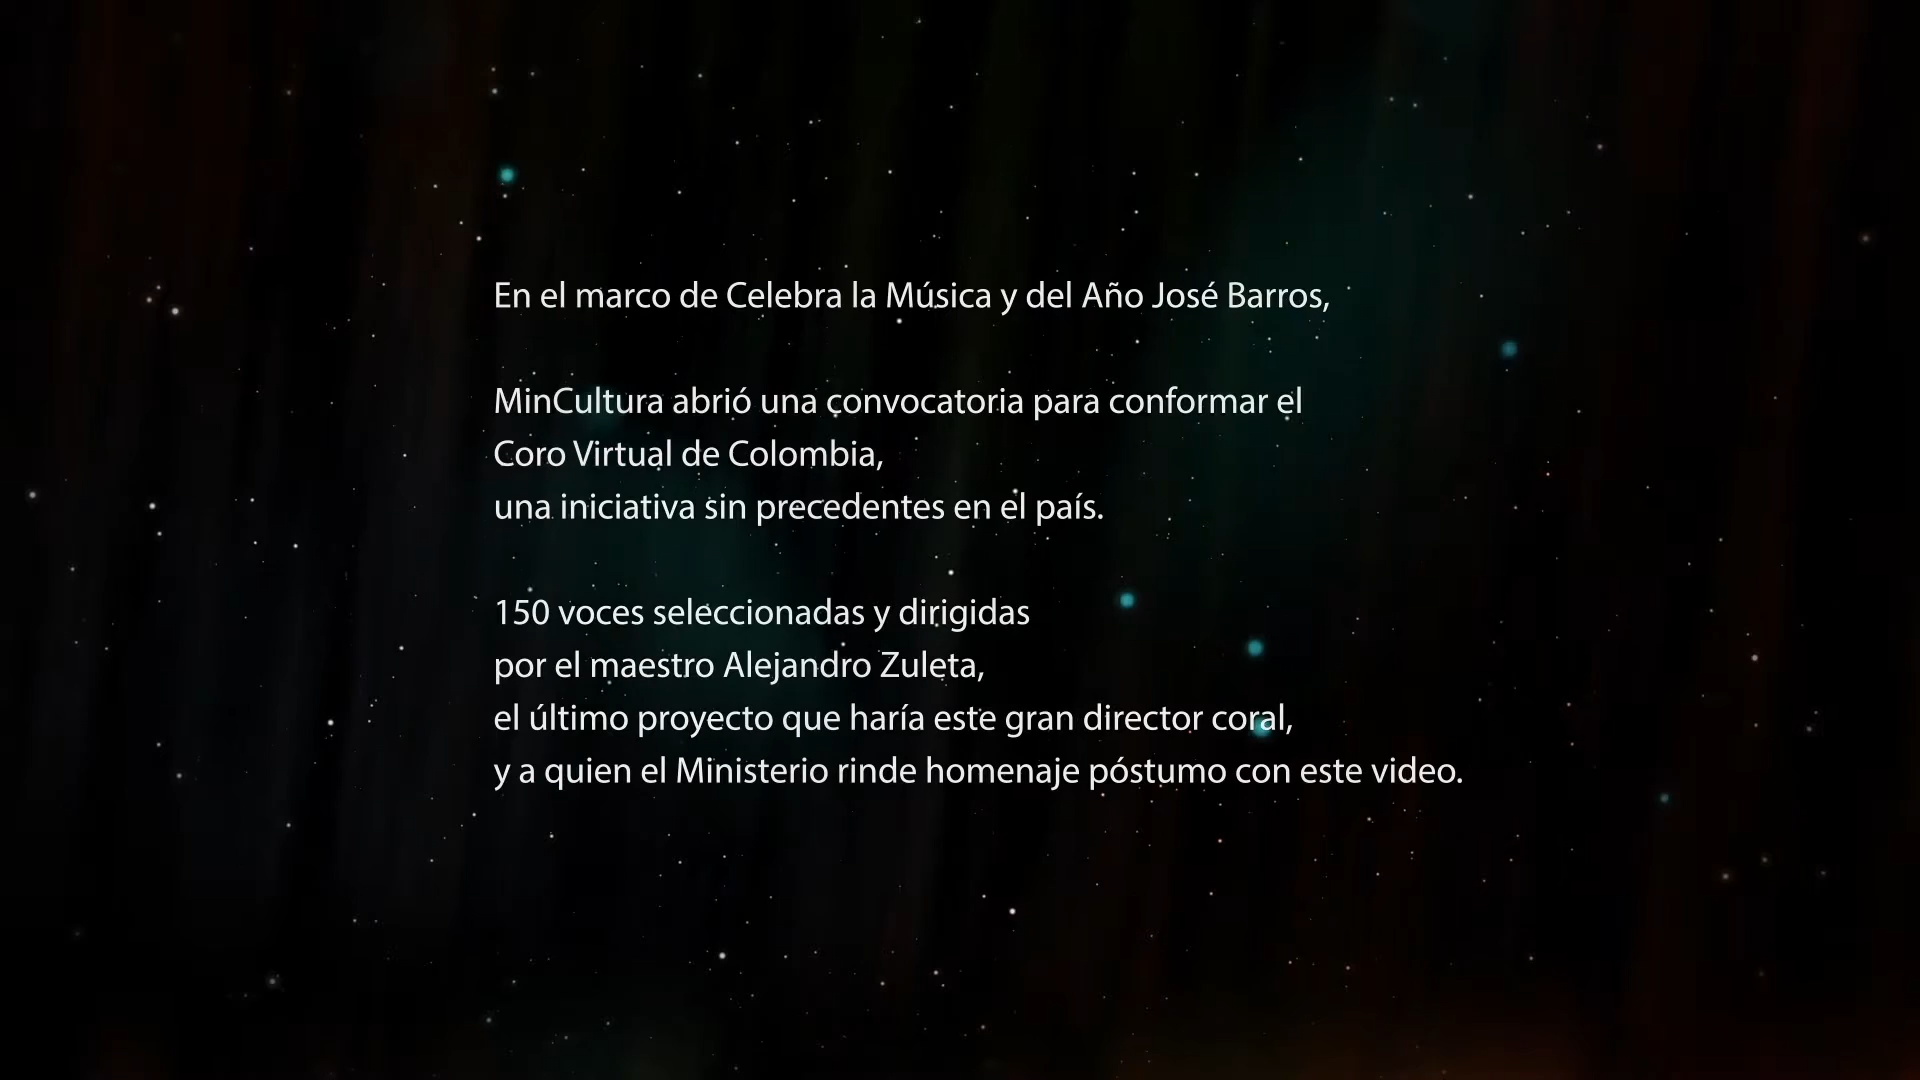 En el marco de Celebra la Música y del Año José Barros,
MinCultura abrió una convocatoria para conformar el
Coro Virtual de Colombia,
una iniciativa sin precedentes en el país.
150 voces seleccionadas y dirigidas
por el maestro Alejandro Zuleta,
el último proyecto que haría este gran director coral,
y a quien el Ministerio rinde homenaje póstumo con este video.